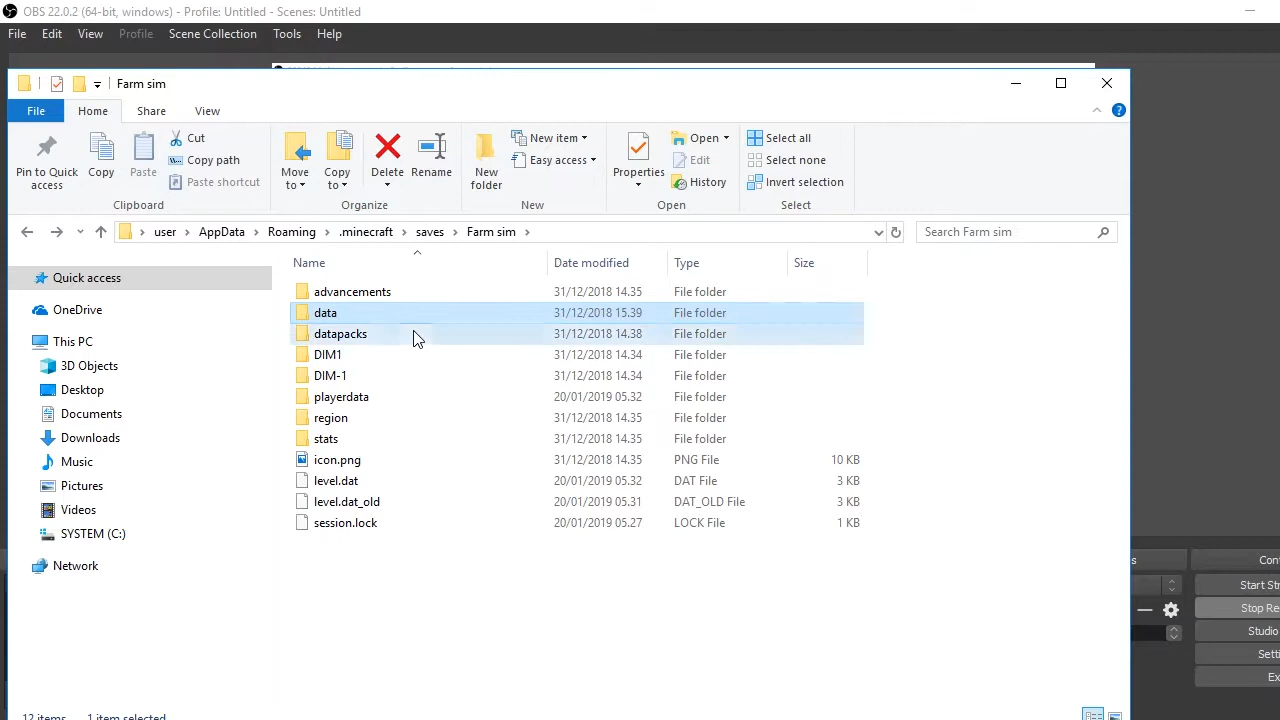 OBS 22.0.2 (64-bit, windows) - Profile: Untitled - Scenes: Untitled
File Edit View Profile Scene Collection Tools Help
Farm sim
File Home Share View
Pin to Quick access
Copy
Paste
Cut
Copy path
Paste shortcut
Clipboard
Move to
Copy to
Delete
Rename
Organize
New folder
New item
Easy access
New
Properties
Open
Edit
History
Open
Select all
Select none
Invert selection
Select
user AppData Roaming .minecraft saves Farm sim
Search Farm sim
Quick access
OneDrive
This PC
3D Objects
Desktop
Documents
Downloads
Music
Pictures
Videos
SYSTEM (C:)
Network
Name Date modified Type Size
advancements 31/12/2018 14.35 File folder
data 31/12/2018 15.39 File folder
datapacks 31/12/2018 14.38 File folder
DIM1 31/12/2018 14.34 File folder
DIM-1 31/12/2018 14.34 File folder
playerdata 20/01/2019 05.32 File folder
region 31/12/2018 14.35 File folder
stats 31/12/2018 14.35 File folder
icon.png 31/12/2018 14.35 PNG File 10 KB
level.dat 20/01/2019 05.32 DAT File 3 KB
level.dat_old 20/01/2019 05.31 DAT_OLD File 3 KB
session.lock 20/01/2019 05.27 LOCK File 1 KB
12 items 1 item selected
s
Cont
Start Str
Stop Re
Studio
Setti
Ex